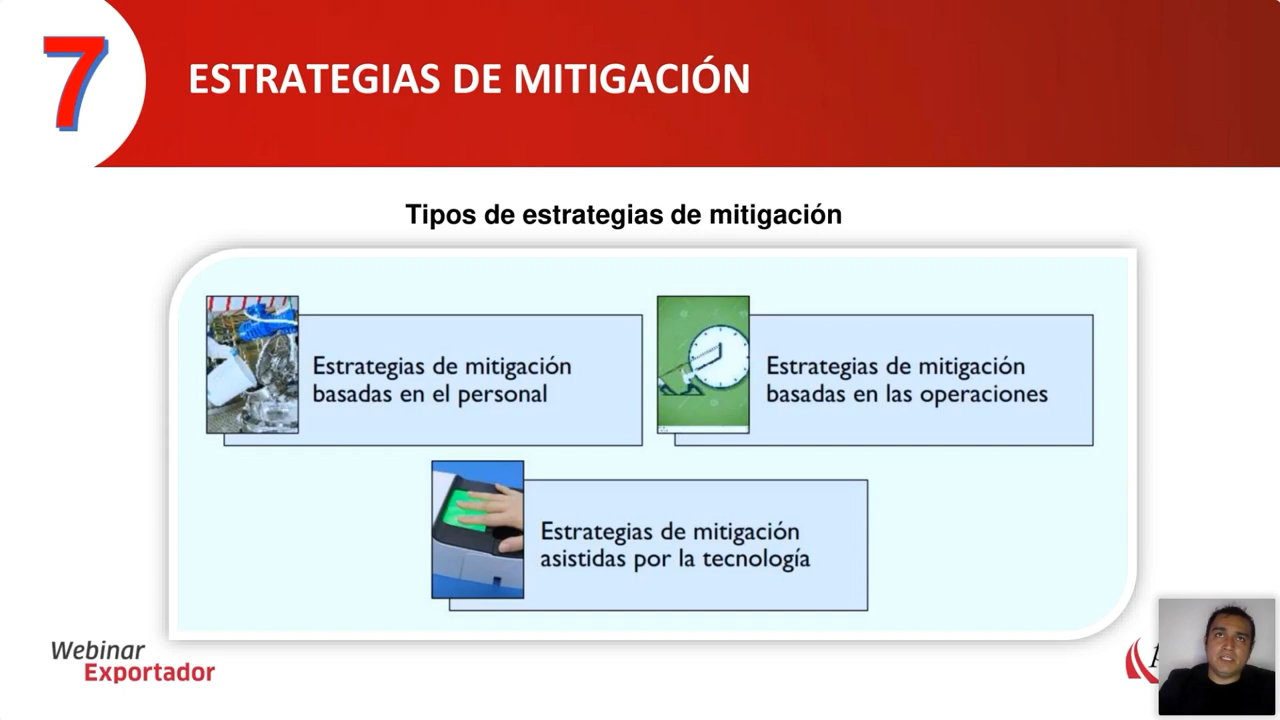 7
ESTRATEGIAS DE MITIGACIÓN
Tipos de estrategias de mitigación
Estrategias de mitigación
basadas en el personal
Estrategias de mitigación
basadas en las operaciones
Estrategias de mitigación
asistidas por la tecnología
Webinar
Exportador